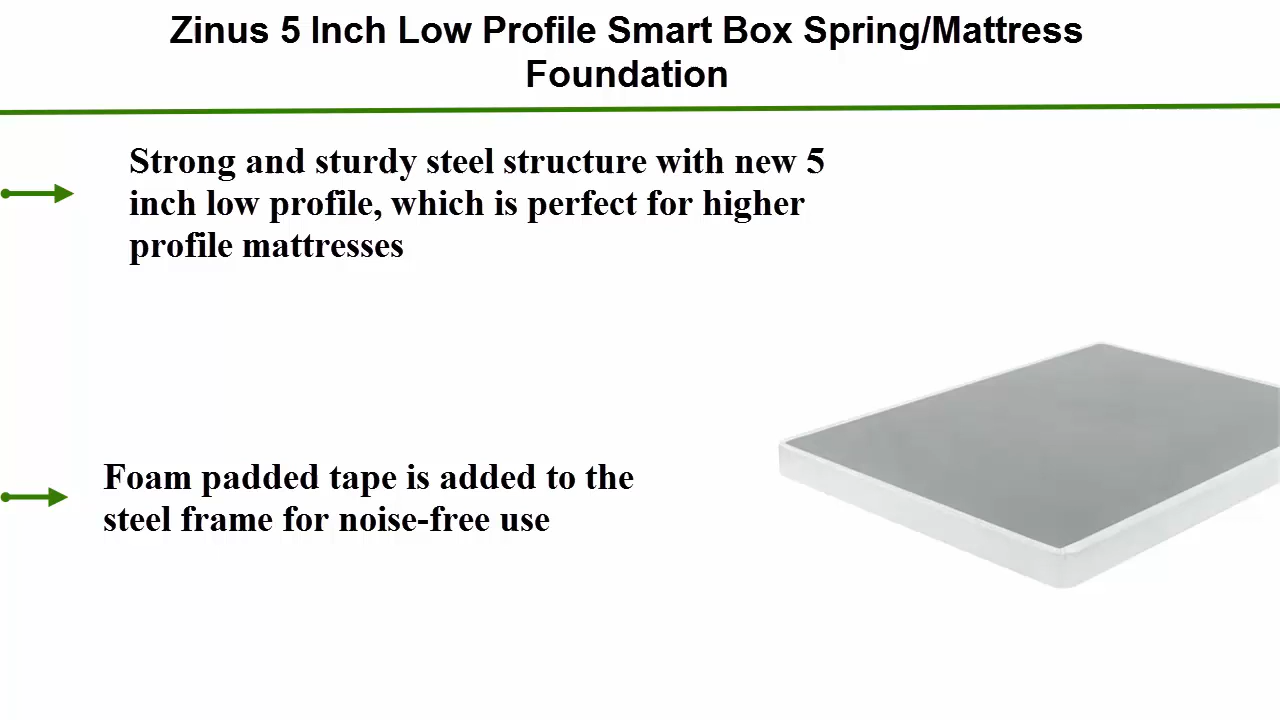 Zinus 5 Inch Low Profile Smart Box Spring/Mattress
Foundation
Strong and sturdy steel structure with new 5
inch low profile, which is perfect for higher
profile mattresses
Foam padded tape is added to the
steel frame for noise-free use